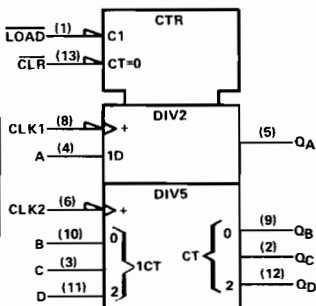 CTR
LOAD (1) C1
CLR (13) CT=0
DIV2
CLK1 (8) +
(5) QA
A (4) 1D
DIV5
CLK2 (6) +
B (10) 0
0 (9) QB
C (3) 1CT
CT (2) QC
D (11) 2
2 (12) QD